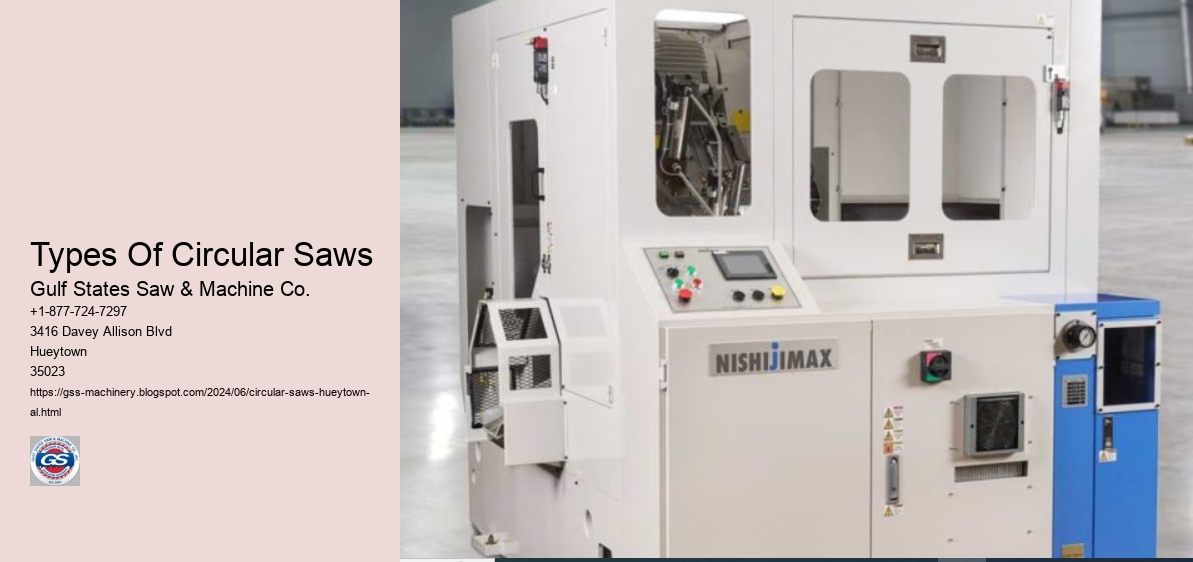 Types Of Circular Saws
Gulf States Saw & Machine Co.
+1-877-724-7297
3416 Davey Allison Blvd
Hueytown
35023
https://gss-machinery.blogspot.com/2024/06/circular-saws-hueytown-
al.html
GS
NISHIJIMAX